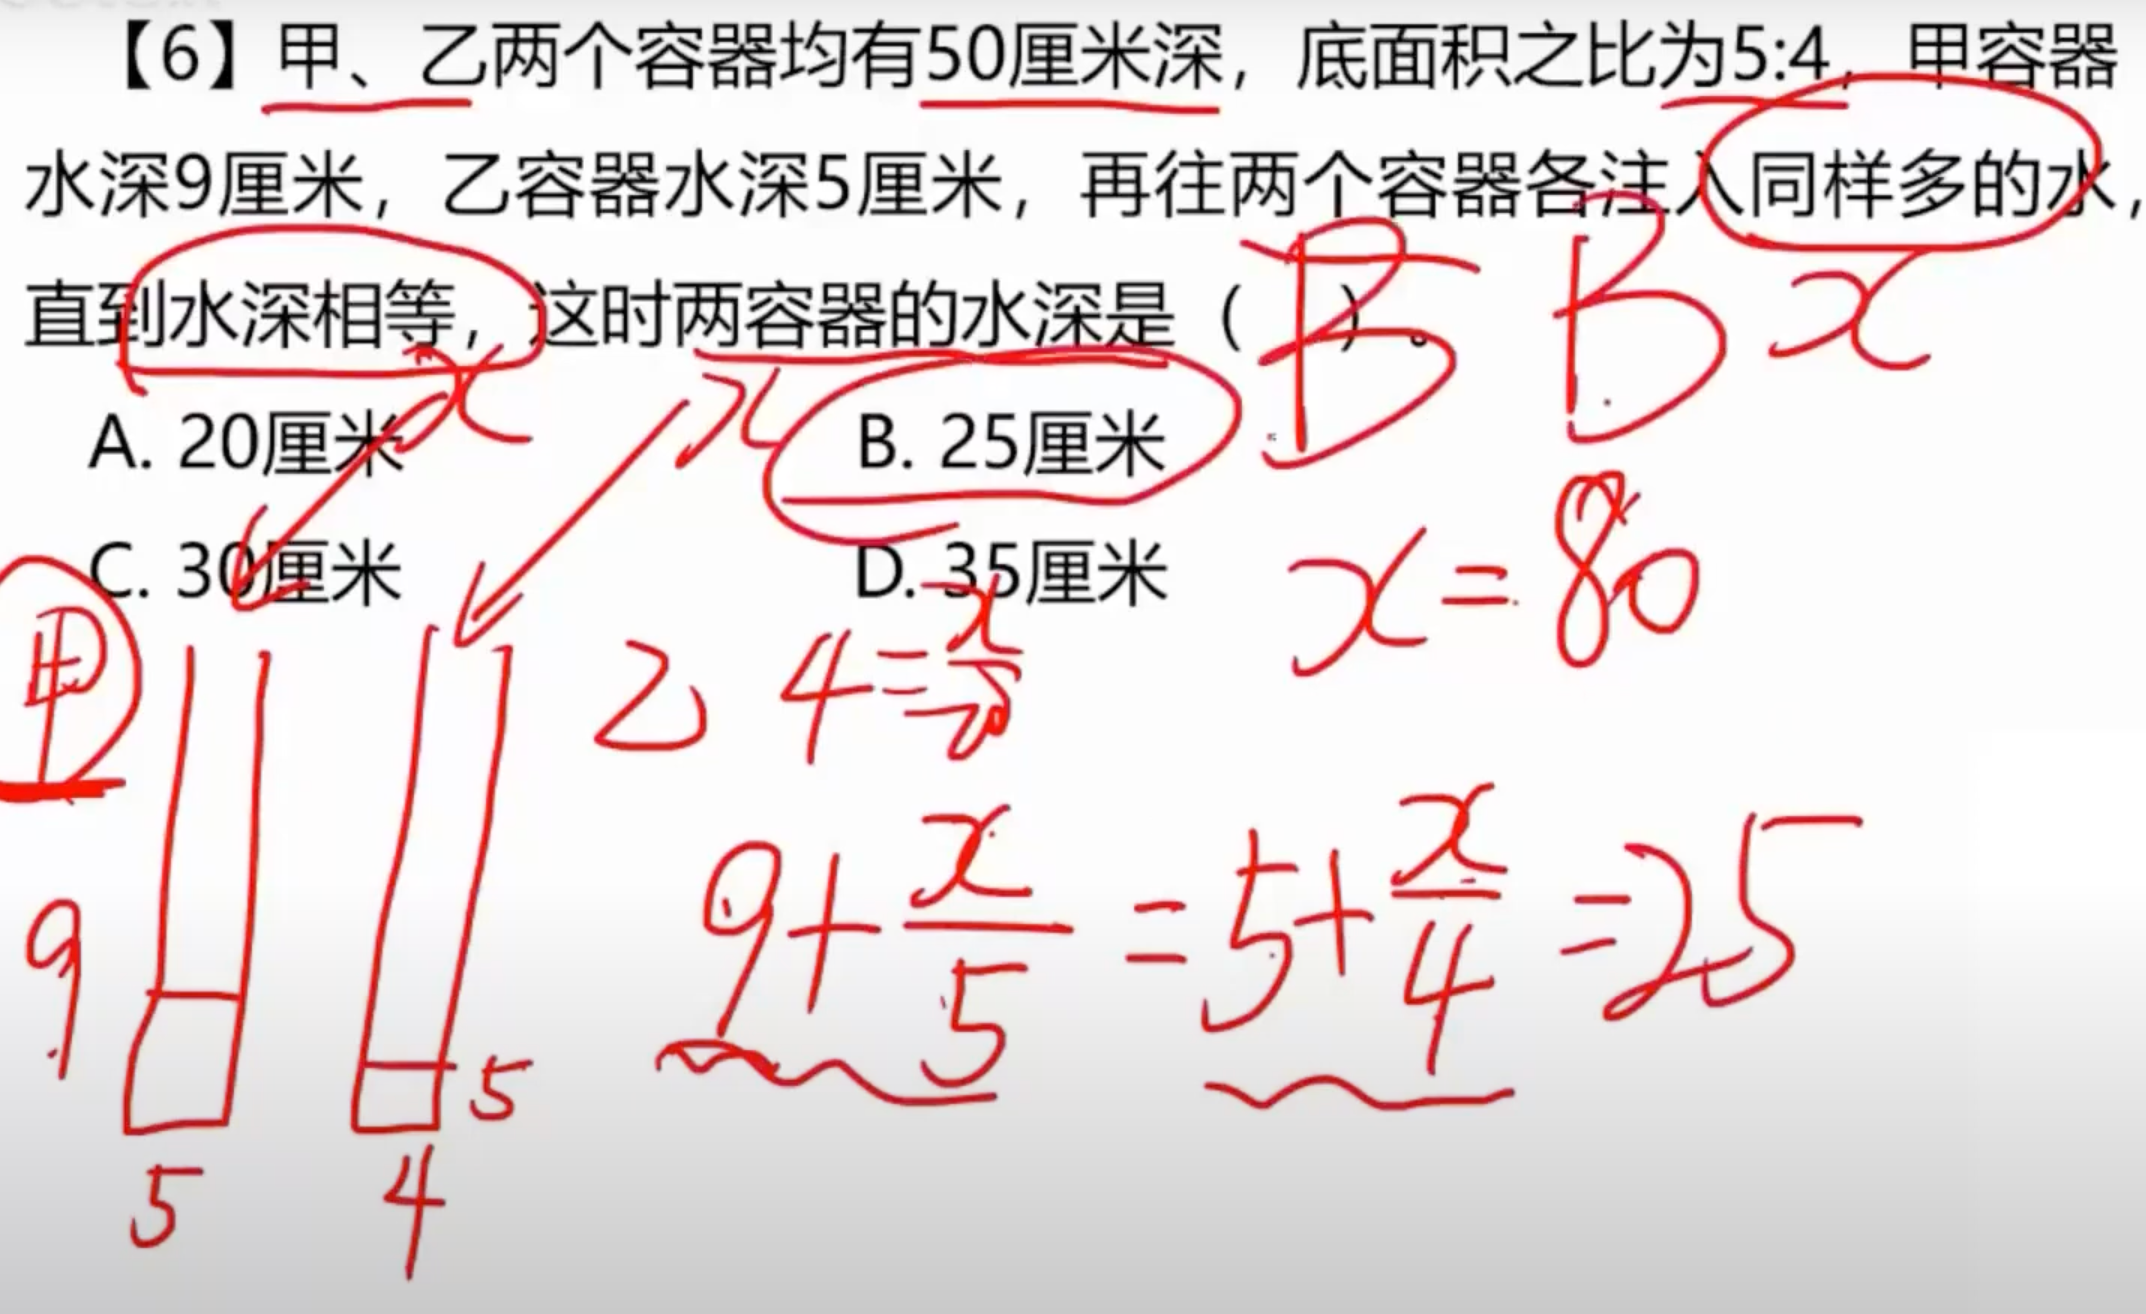 【6】甲、乙两个容器均有50厘米深，底面积之比为5:4，甲容器
水深9厘米，乙容器水深5厘米，再往两个容器各注入同样多的水，
直到水深相等，这时两容器的水深是（ ）。
B B x
x x
A. 20厘米 B. 25厘米
C. 30厘米 D. 35厘米
x = 80
甲
乙 4 = x/20
9 + x/5 = 5 + x/4 = 25
9
5
5 4